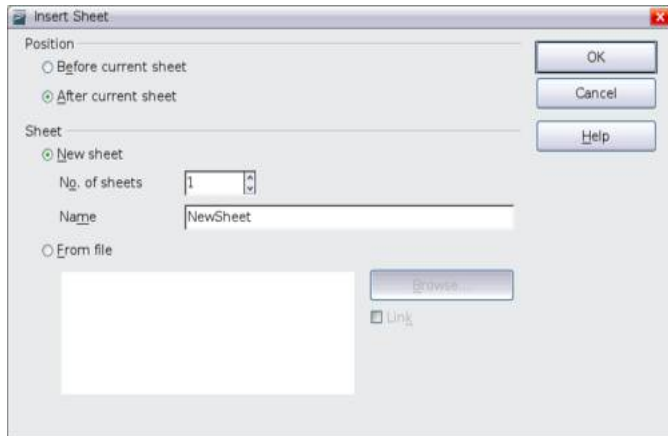 Insert Sheet
Position
Before current sheet
After current sheet
OK
Cancel
Help
Sheet
New sheet
No. of sheets 1
Name NewSheet
From file
Browse...
Link